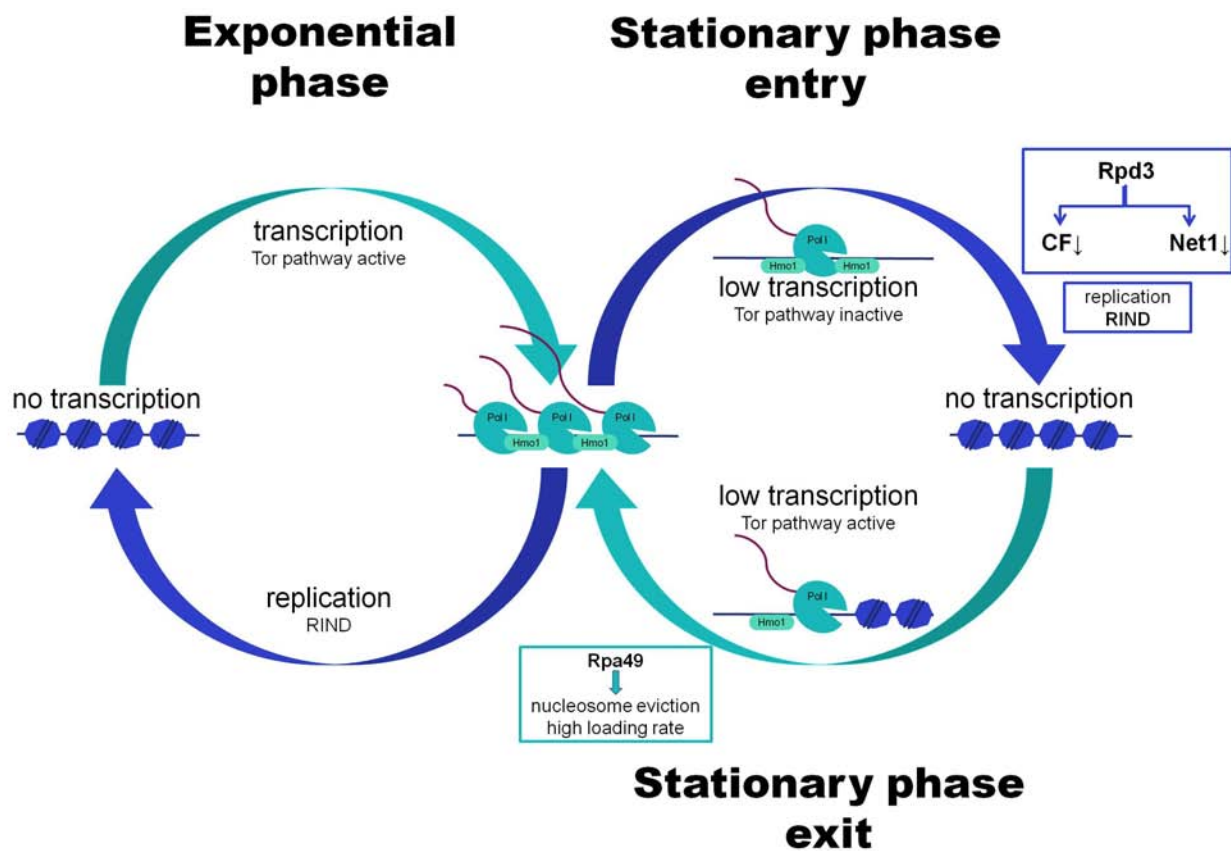 Exponential
phase
Stationary phase
entry
transcription
Tor pathway active
Pol I
Hmo1
Hmo1
low transcription
Tor pathway inactive
Rpd3
CF↓
Net1↓
replication
RIND
no transcription
Pol I
Pol I
Pol I
Hmo1
Hmo1
no transcription
low transcription
Tor pathway active
Pol I
Hmo1
replication
RIND
Rpa49
nucleosome eviction
high loading rate
Stationary phase
exit